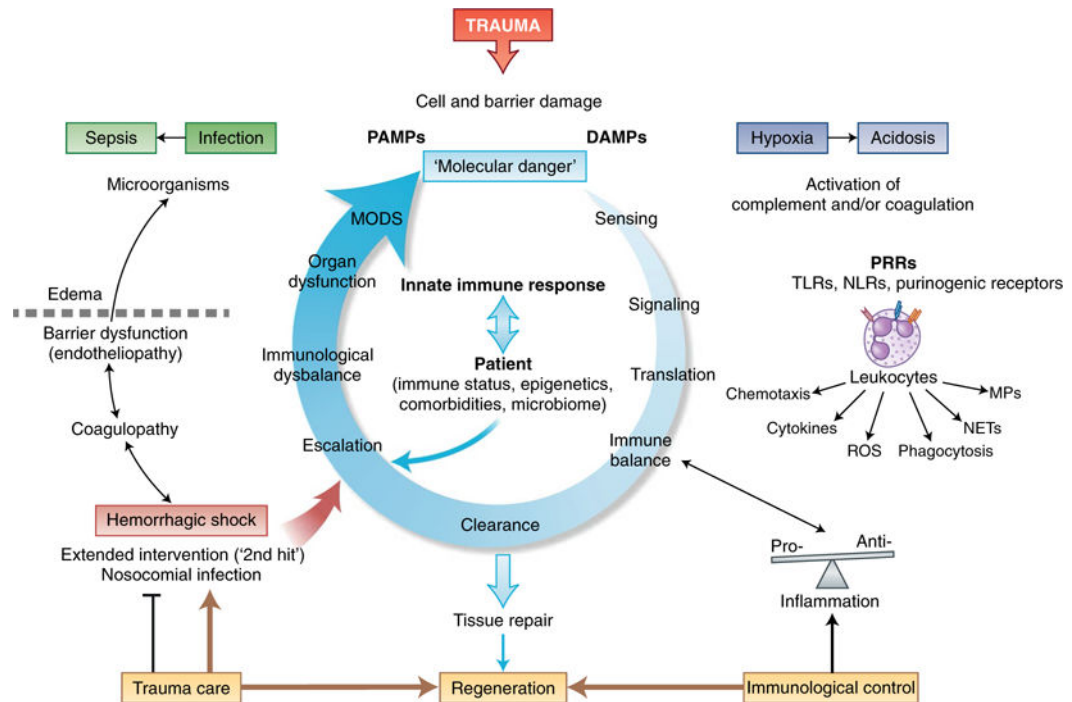 TRAUMA
Cell and barrier damage
PAMPs
DAMPs
'Molecular danger'
Sepsis
Infection
Microorganisms
Edema
Barrier dysfunction
(endotheliopathy)
Coagulopathy
Hemorrhagic shock
Extended intervention ('2nd hit')
Nosocomial infection
Trauma care
MODS
Organ
dysfunction
Immunological
dysbalance
Escalation
Innate immune response
Patient
(immune status, epigenetics,
comorbidities, microbiome)
Sensing
Signaling
Translation
Immune
balance
Clearance
Tissue repair
Regeneration
Hypoxia
Acidosis
Activation of
complement and/or coagulation
PRRs
TLRs, NLRs, purinogenic receptors
Leukocytes
Chemotaxis
MPs
Cytokines
NETs
ROS
Phagocytosis
Pro-
Anti-
Inflammation
Immunological control